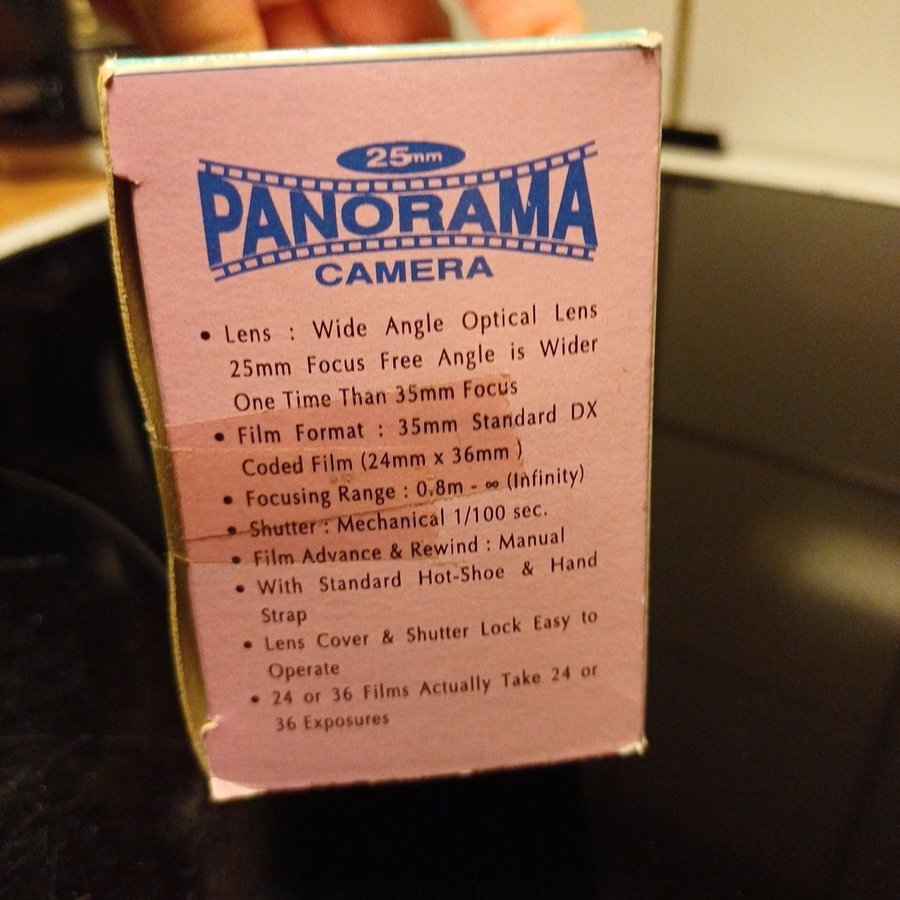 25mm
PANORAMA
CAMERA
• Lens : Wide Angle Optical Lens
25mm Focus Free Angle is Wider
One Time Than 35mm Focus
• Film Format : 35mm Standard DX
Coded Film (24mm x 36mm )
• Focusing Range : 0.8m - ∞ (Infinity)
• Shutter : Mechanical 1/100 sec.
• Film Advance & Rewind : Manual
• With Standard Hot-Shoe & Hand
Strap
• Lens Cover & Shutter Lock Easy to
Operate
• 24 or 36 Films Actually Take 24 or
36 Exposures